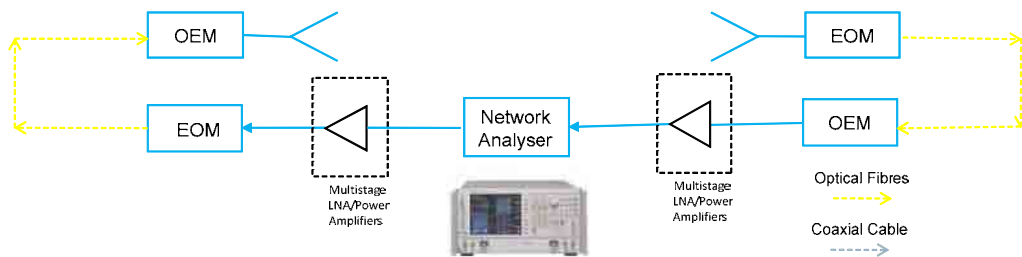 OEM
EOM
EOM
Network
Analyser
OEM
Multistage
LNA/Power
Amplifiers
Multistage
LNA/Power
Amplifiers
Optical Fibres
Coaxial Cable